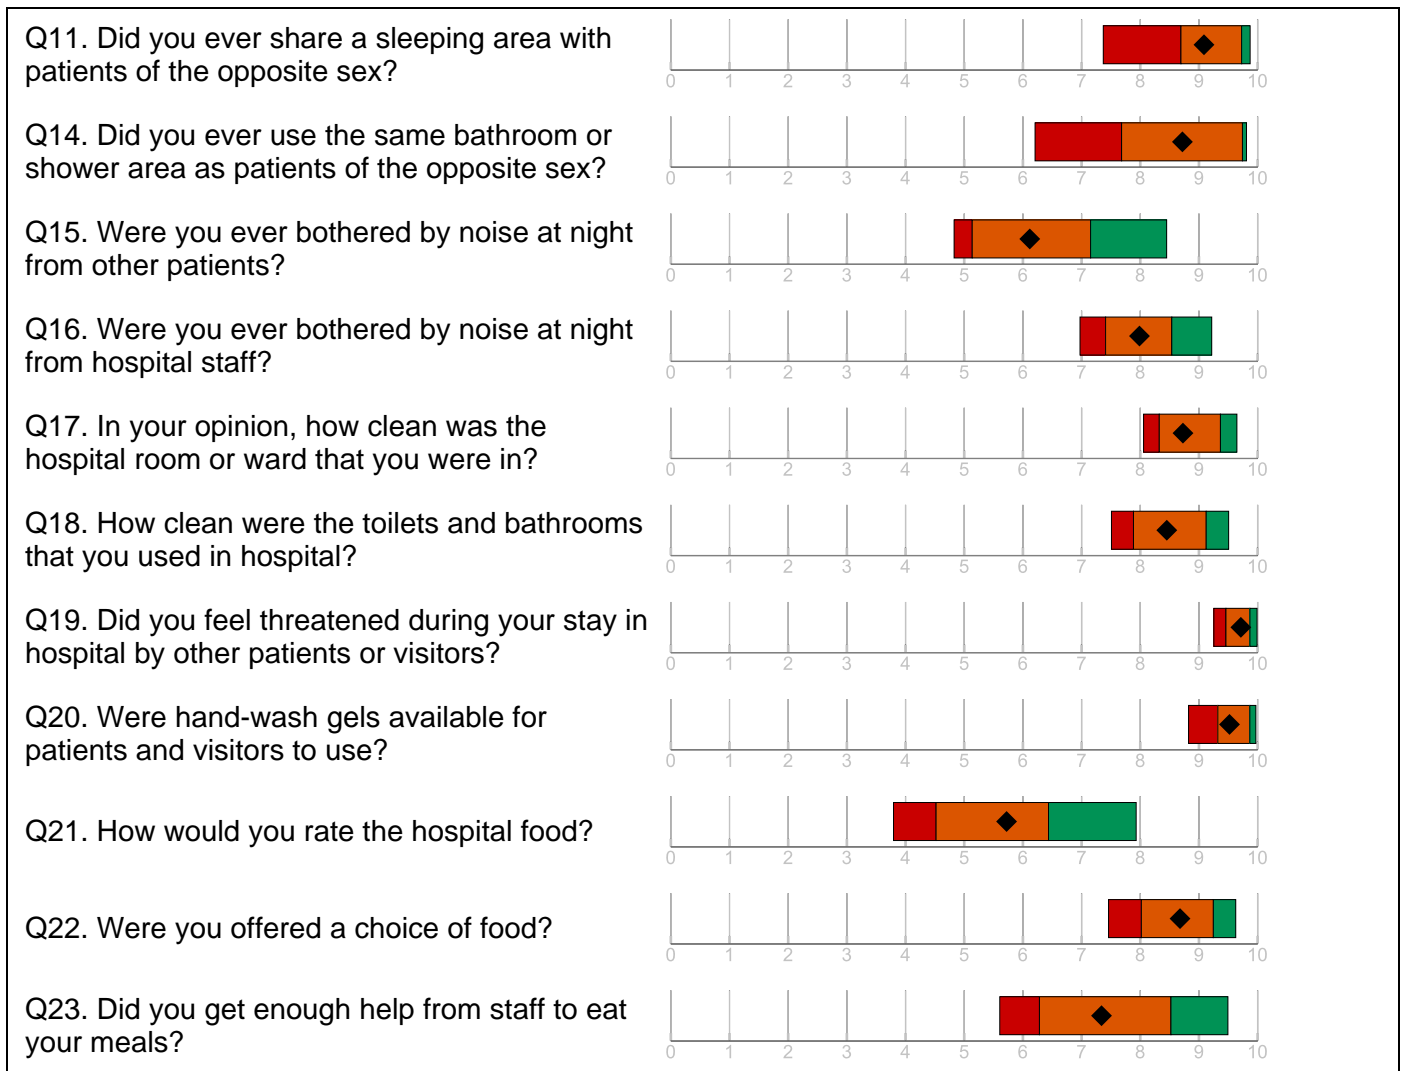 Q11. Did you ever share a sleeping area with
patients of the opposite sex?
0 1 2 3 4 5 6 7 8 9 10
Q14. Did you ever use the same bathroom or
shower area as patients of the opposite sex?
0 1 2 3 4 5 6 7 8 9 10
Q15. Were you ever bothered by noise at night
from other patients?
0 1 2 3 4 5 6 7 8 9 10
Q16. Were you ever bothered by noise at night
from hospital staff?
0 1 2 3 4 5 6 7 8 9 10
Q17. In your opinion, how clean was the
hospital room or ward that you were in?
0 1 2 3 4 5 6 7 8 9 10
Q18. How clean were the toilets and bathrooms
that you used in hospital?
0 1 2 3 4 5 6 7 8 9 10
Q19. Did you feel threatened during your stay in
hospital by other patients or visitors?
0 1 2 3 4 5 6 7 8 9 10
Q20. Were hand-wash gels available for
patients and visitors to use?
0 1 2 3 4 5 6 7 8 9 10
Q21. How would you rate the hospital food?
0 1 2 3 4 5 6 7 8 9 10
Q22. Were you offered a choice of food?
0 1 2 3 4 5 6 7 8 9 10
Q23. Did you get enough help from staff to eat
your meals?
0 1 2 3 4 5 6 7 8 9 10